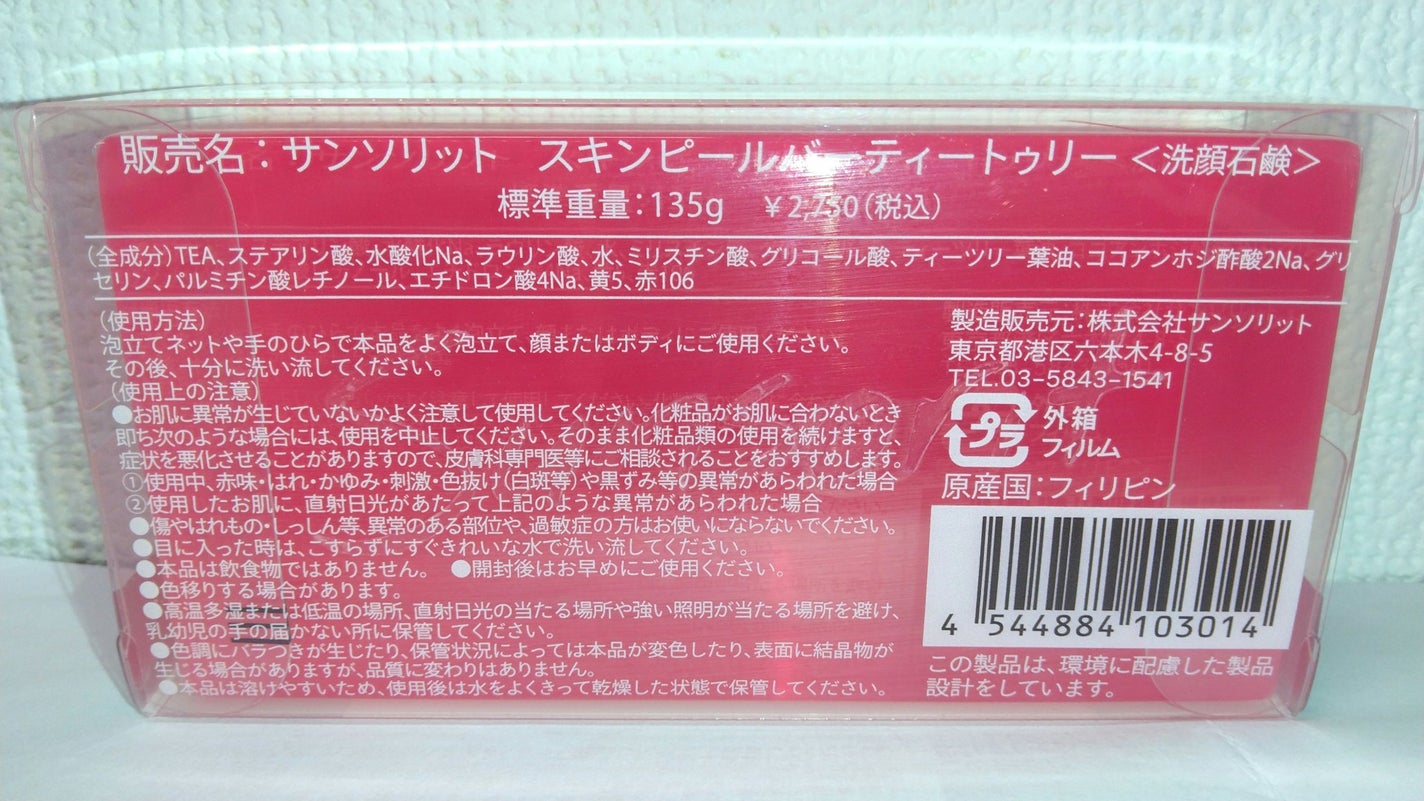 販売名：サンソリット　スキンピールバー ティートゥリー＜洗顔石鹸＞
標準重量：135g　￥2,750（税込）
（全成分）TEA、ステアリン酸、水酸化Na、ラウリン酸、水、ミリスチン酸、グリコール酸、ティーツリー葉油、ココアンホジ酢酸2Na、グリ
セリン、パルミチン酸レチノール、エチドロン酸4Na、黄5、赤106
（使用方法）
泡立てネットや手のひらで本品をよく泡立て、顔またはボディにご使用ください。
その後、十分に洗い流してください。
（使用上の注意）
●お肌に異常が生じていないかよく注意して使用してください。化粧品がお肌に合わないとき
即ち次のような場合には、使用を中止してください。そのまま化粧品類の使用を続けますと、
症状を悪化させることがありますので、皮膚科専門医等にご相談されることをおすすめします。
①使用中、赤味・はれ・かゆみ・刺激・色抜け（白斑等）や黒ずみ等の異常があらわれた場合
②使用したお肌に、直射日光があたって上記のような異常があらわれた場合
●傷やはれもの・しっしん等、異常のある部位や、過敏症の方はお使いにならないでください。
●目に入った時は、こすらずにすぐきれいな水で洗い流してください。
●本品は飲食物ではありません。　●開封後はお早めにご使用ください。
●色移りする場合があります。
●高温多湿または低温の場所、直射日光の当たる場所や強い照明が当たる場所を避け、
乳幼児の手の届かない所に保管してください。
●色調にバラつきが生じたり、保管状況によっては本品が変色したり、表面に結晶物が
生じる場合がありますが、品質に変わりはありません。
●本品は溶けやすいため、使用後は水をよくきって乾燥した状態で保管してください。
製造販売元：株式会社サンソリット
東京都港区六本木4-8-5
TEL.03-5843-1541
プラ
外箱
フィルム
原産国：フィリピン
4 544884 103014
この製品は、環境に配慮した製品
設計をしています。